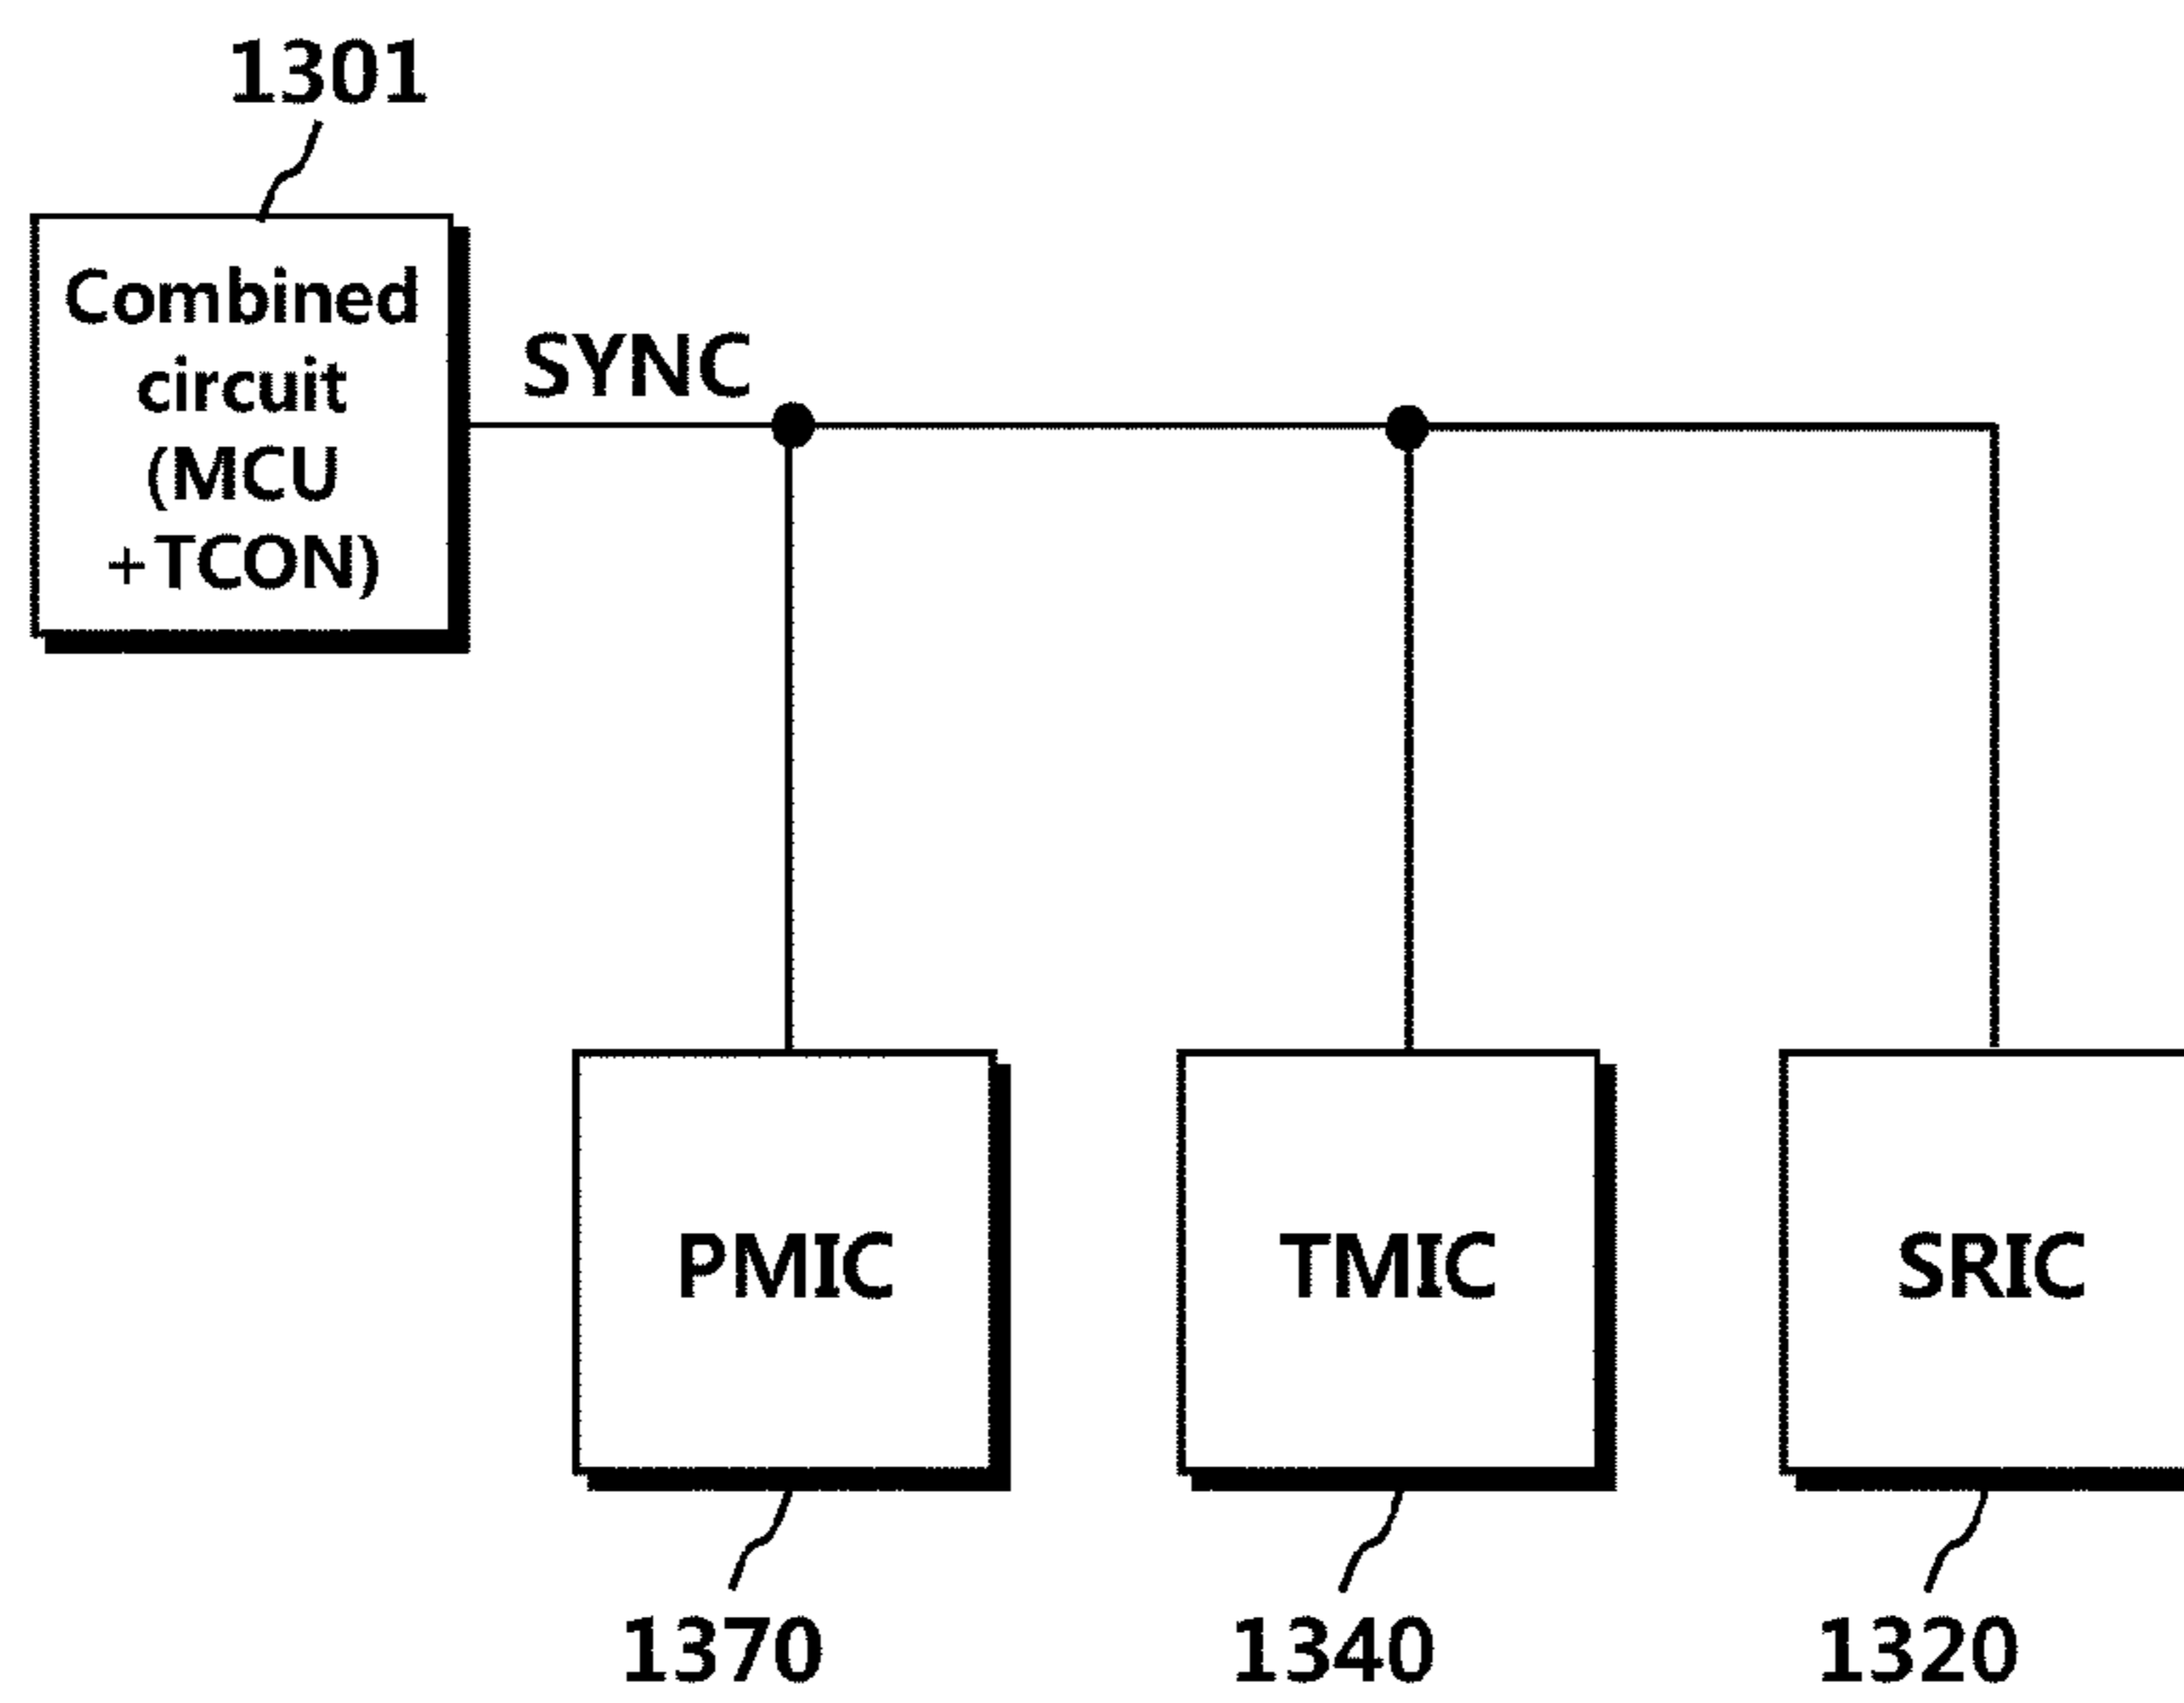 1301
Combined
circuit
(MCU
+TCON)
SYNC
PMIC
TMIC
SRIC
1370
1340
1320